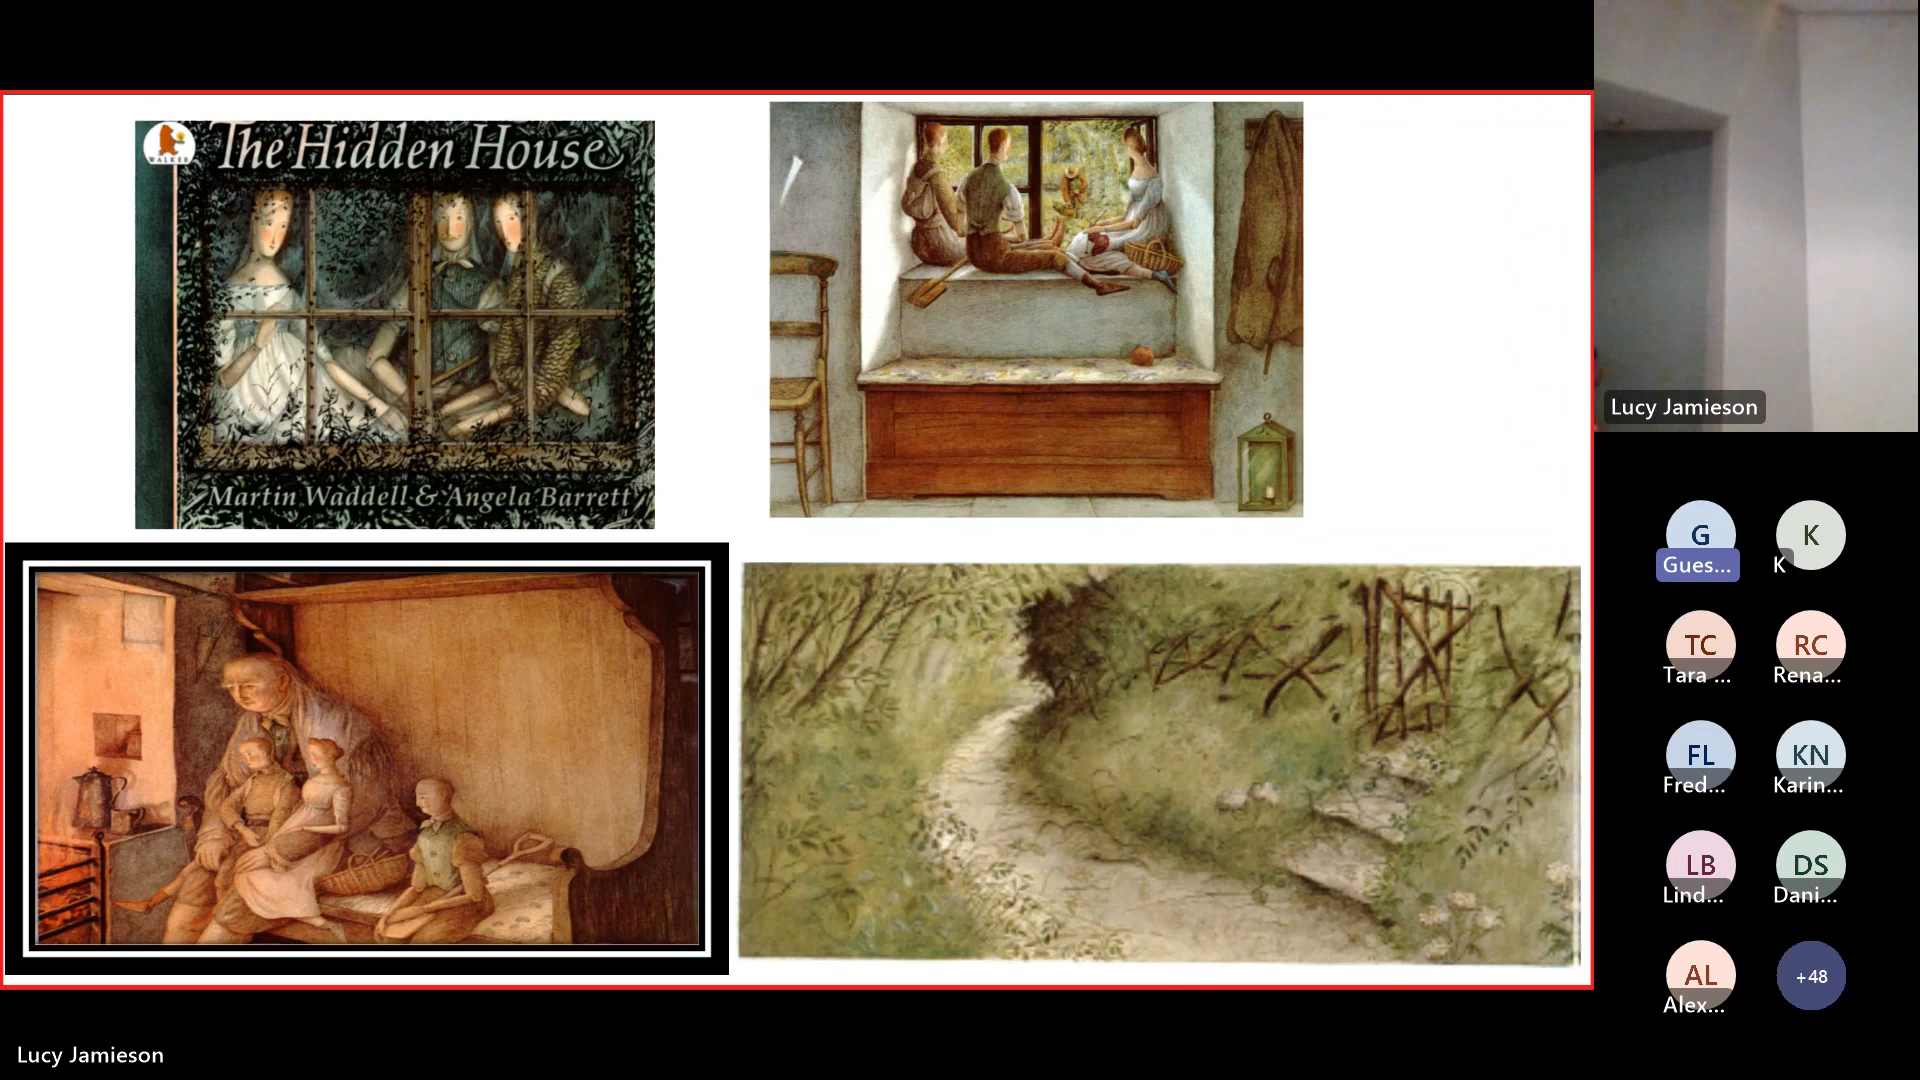 WALKER
The Hidden House
Martin Waddell & Angela Barrett
Lucy Jamieson
G
Gues...
K
K
TC
Tara ...
RC
Rena...
FL
Fred...
KN
Karin...
LB
Lind...
DS
Dani...
AL
Alex...
+48
Lucy Jamieson